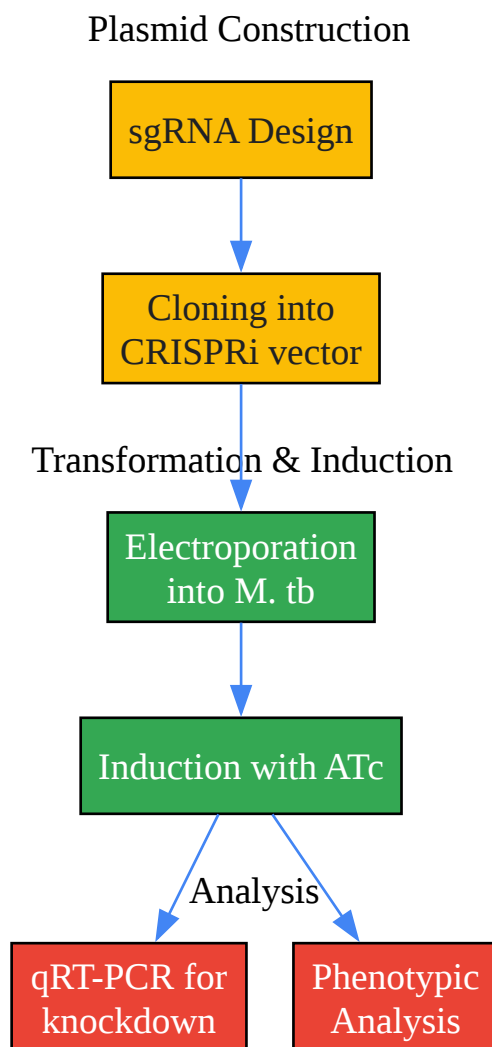 Plasmid Construction
sgRNA Design
Cloning into
CRISPRi vector
Transformation & Induction
Electroporation
into M. tb
Induction with ATc
Analysis
qRT-PCR for
knockdown
Phenotypic
Analysis